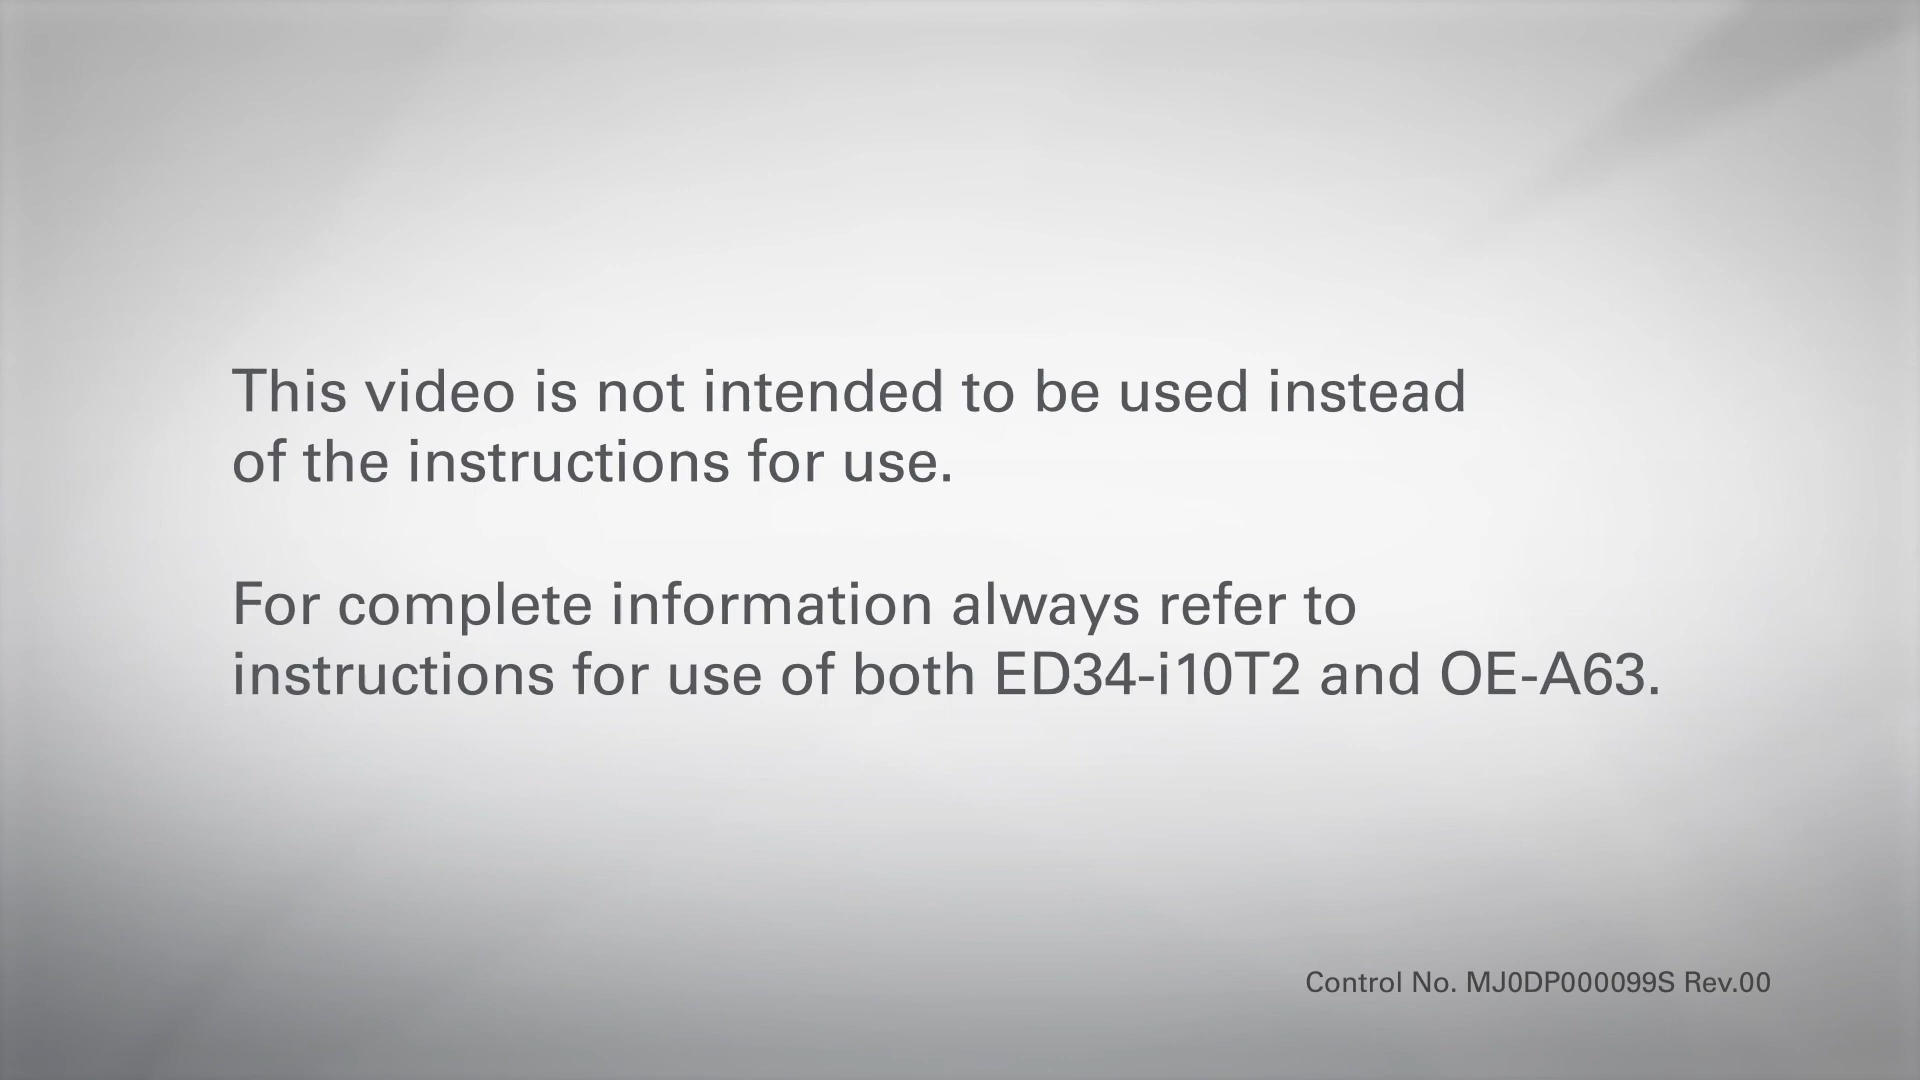 This video is not intended to be used instead
of the instructions for use.
For complete information always refer to
instructions for use of both ED34-i10T2 and OE-A63.
Control No. MJ0DP000099S Rev.00